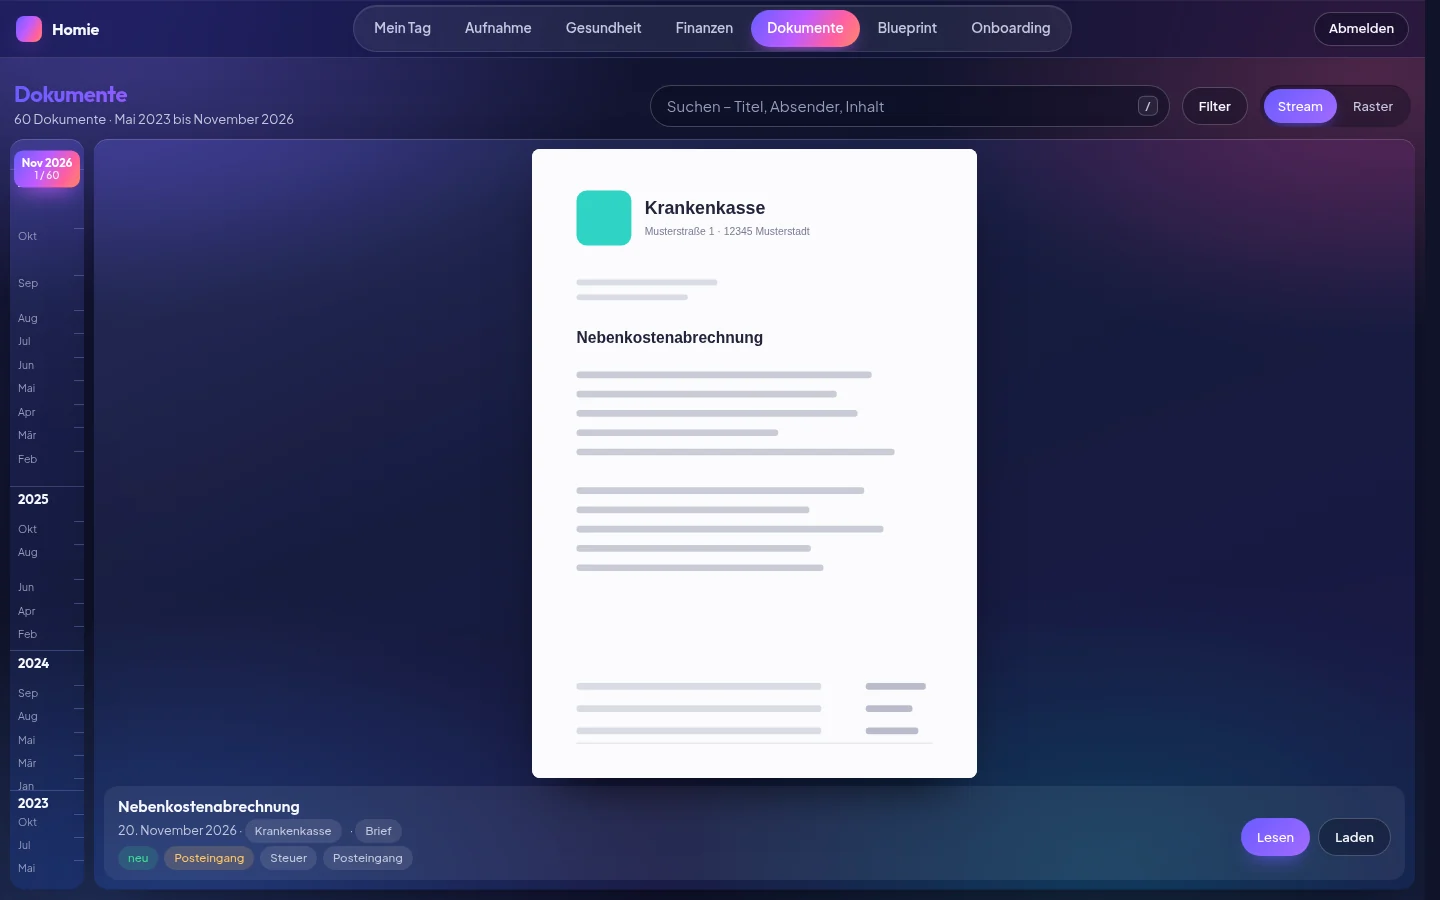 Homie
Mein Tag
Aufnahme
Gesundheit
Finanzen
Dokumente
Blueprint
Onboarding
Abmelden
Dokumente
60 Dokumente · Mai 2023 bis November 2026
Suchen – Titel, Absender, Inhalt
/
Filter
Stream
Raster
Nov 2026
1 / 60
Okt
Sep
Aug
Jul
Jun
Mai
Apr
Mär
Feb
2025
Okt
Aug
Jun
Apr
Feb
2024
Sep
Aug
Mai
Mär
Jan
2023
Okt
Jul
Mai
Krankenkasse
Musterstraße 1 · 12345 Musterstadt
Nebenkostenabrechnung
Nebenkostenabrechnung
20. November 2026 · Krankenkasse · Brief
neu Posteingang Steuer Posteingang
Lesen
Laden